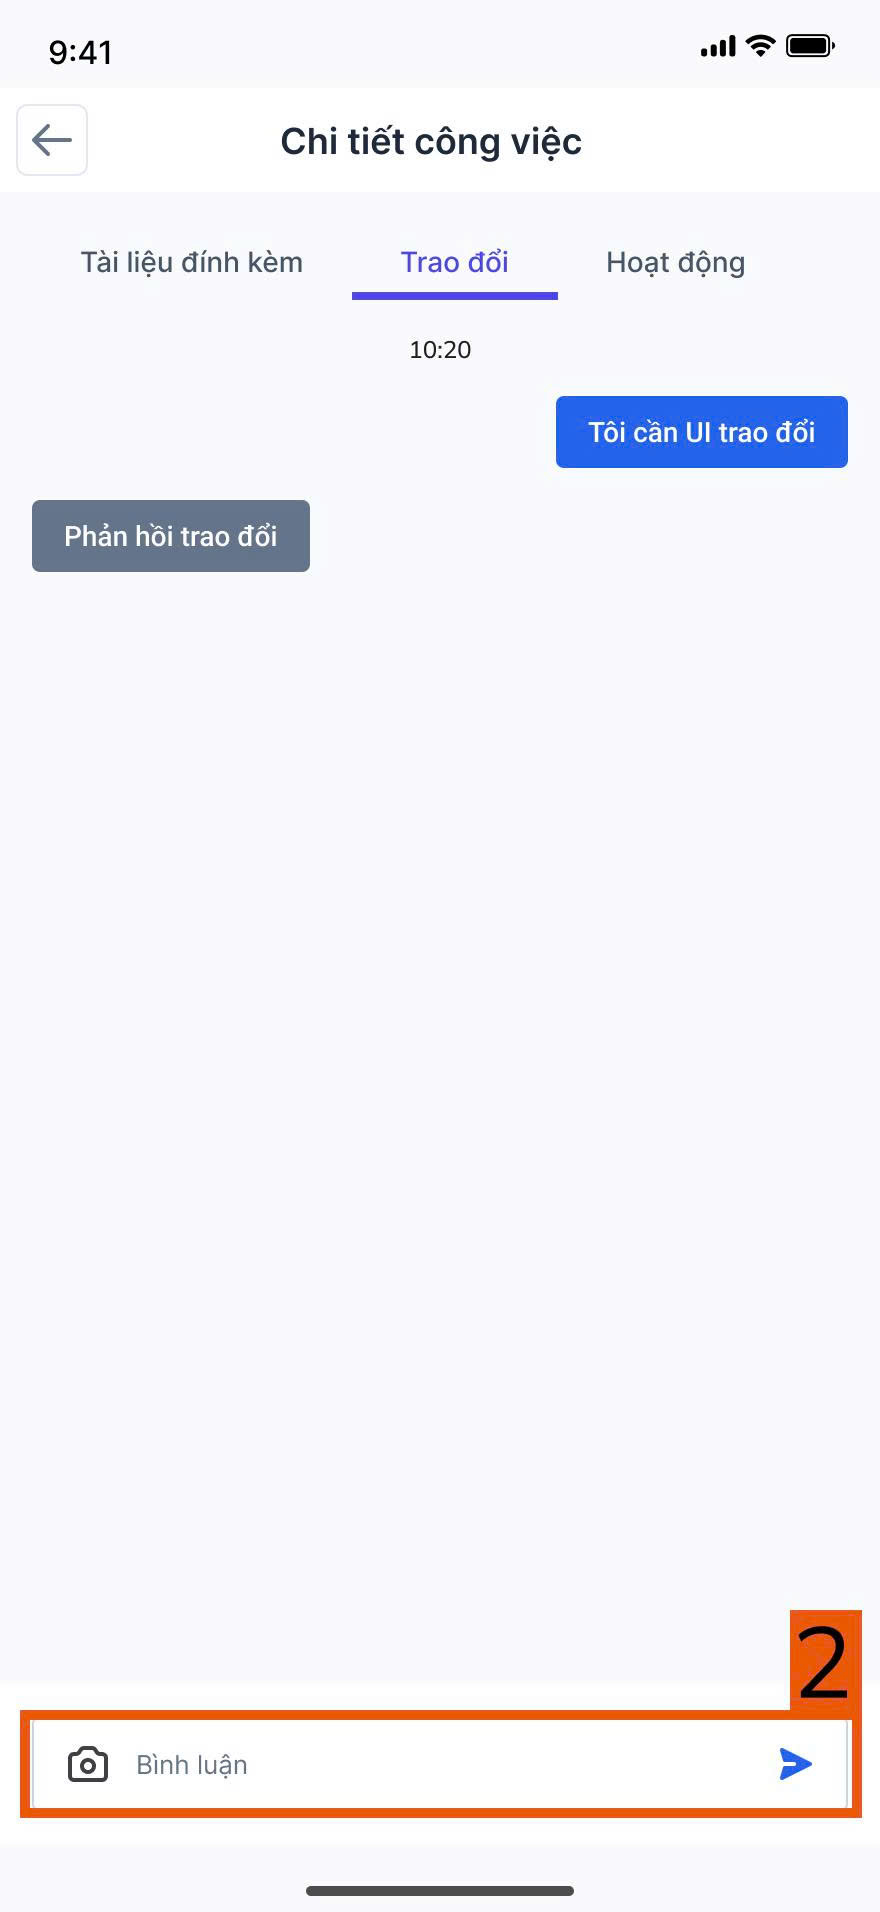 9:41
Chi tiết công việc
Tài liệu đính kèm Trao đổi Hoạt động
10:20
Tôi cần UI trao đổi
Phản hồi trao đổi
2
Bình luận